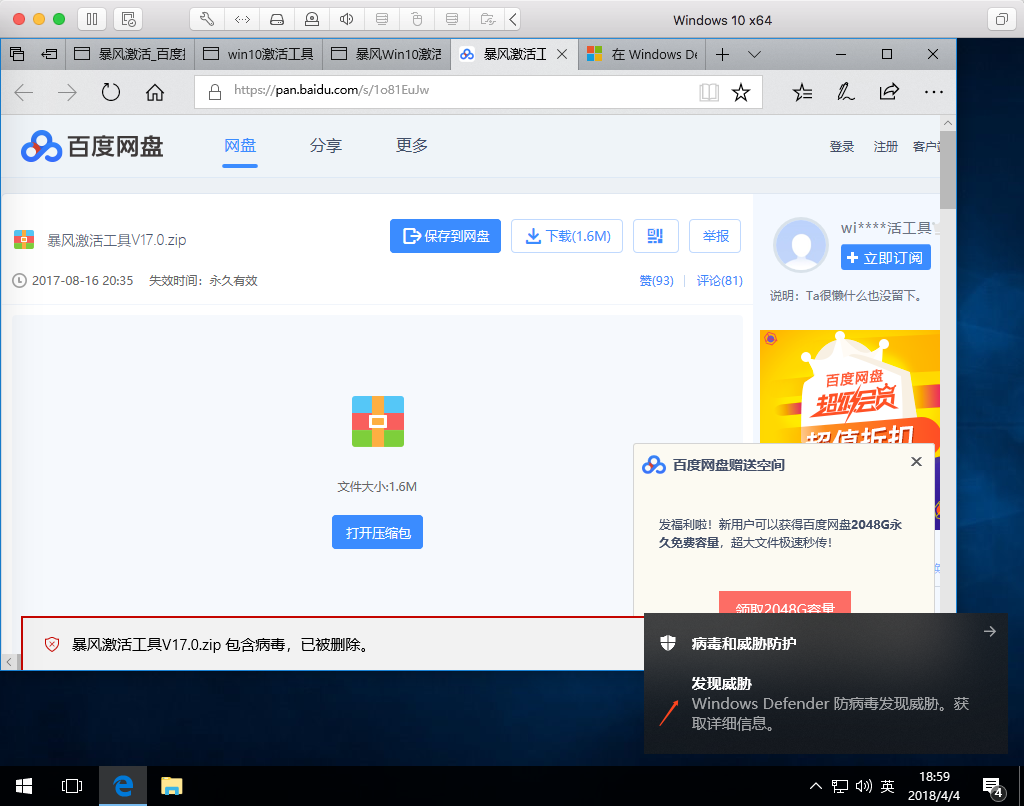 Windows 10 x64
暴风激活_百度搜
win10激活工具
暴风Win10激活
暴风激活工
在 Windows De
https://pan.baidu.com/s/1o81EuJw
百度网盘
网盘
分享
更多
登录
注册
客户端
暴风激活工具V17.0.zip
保存到网盘
下载(1.6M)
举报
wi****活工具
立即订阅
2017-08-16 20:35
失效时间：永久有效
赞(93)
评论(81)
说明：Ta很懒什么也没留下。
百度网盘
超级会员
超值折扣
文件大小:1.6M
打开压缩包
百度网盘赠送空间
发福利啦！新用户可以获得百度网盘2048G永
久免费容量，超大文件极速秒传！
领取2048G容量
暴风激活工具V17.0.zip 包含病毒，已被删除。
病毒和威胁防护
发现威胁
Windows Defender 防病毒发现威胁。获
取详细信息。
英
18:59
2018/4/4
4